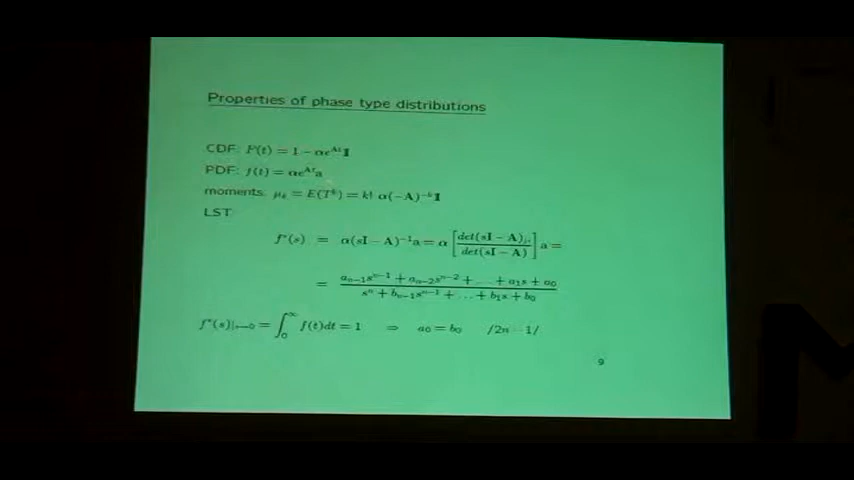 Properties of phase type distributions
CDF: F(t) = 1 − αe^{At}𝟙
PDF: f(t) = αe^{At}a
moments: μ_k = E(T^k) = k! α(−A)^{−k}𝟙
LST:
f*(s) = α(sI − A)^{−1}a = α [det(sI − A)_{ji} / det(sI − A)] a =
= (a_{n−1}s^{n−1} + a_{n−2}s^{n−2} + … + a_1s + a_0) / (s^n + b_{n−1}s^{n−1} + … + b_1s + b_0)
f*(s)|_{s=0} = ∫_0^∞ f(t)dt = 1 ⇒ a_0 = b_0 /2n − 1/
9
M